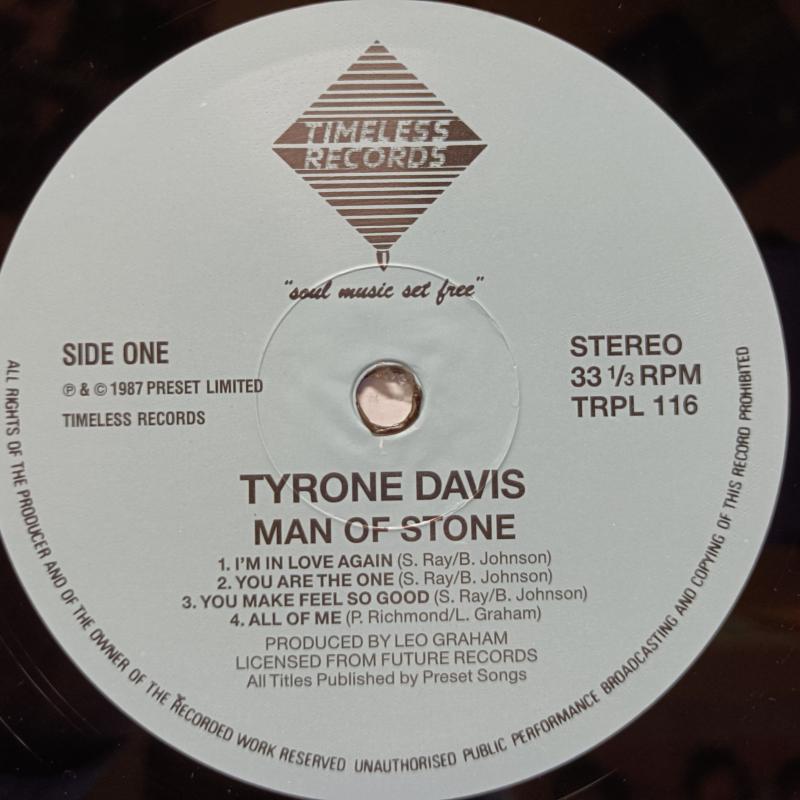 TIMELESS
RECORDS
"soul music set free"
SIDE ONE
℗ & © 1987 PRESET LIMITED
TIMELESS RECORDS
STEREO
33 1/3 RPM
TRPL 116
TYRONE DAVIS
MAN OF STONE
1. I'M IN LOVE AGAIN (S. Ray/B. Johnson)
2. YOU ARE THE ONE (S. Ray/B. Johnson)
3. YOU MAKE FEEL SO GOOD (S. Ray/B. Johnson)
4. ALL OF ME (P. Richmond/L. Graham)
PRODUCED BY LEO GRAHAM
LICENSED FROM FUTURE RECORDS
All Titles Published by Preset Songs
ALL RIGHTS OF THE PRODUCER AND OF THE OWNER OF THE RECORDED WORK RESERVED UNAUTHORISED PUBLIC PERFORMANCE BROADCASTING AND COPYING OF THIS RECORD PROHIBITED